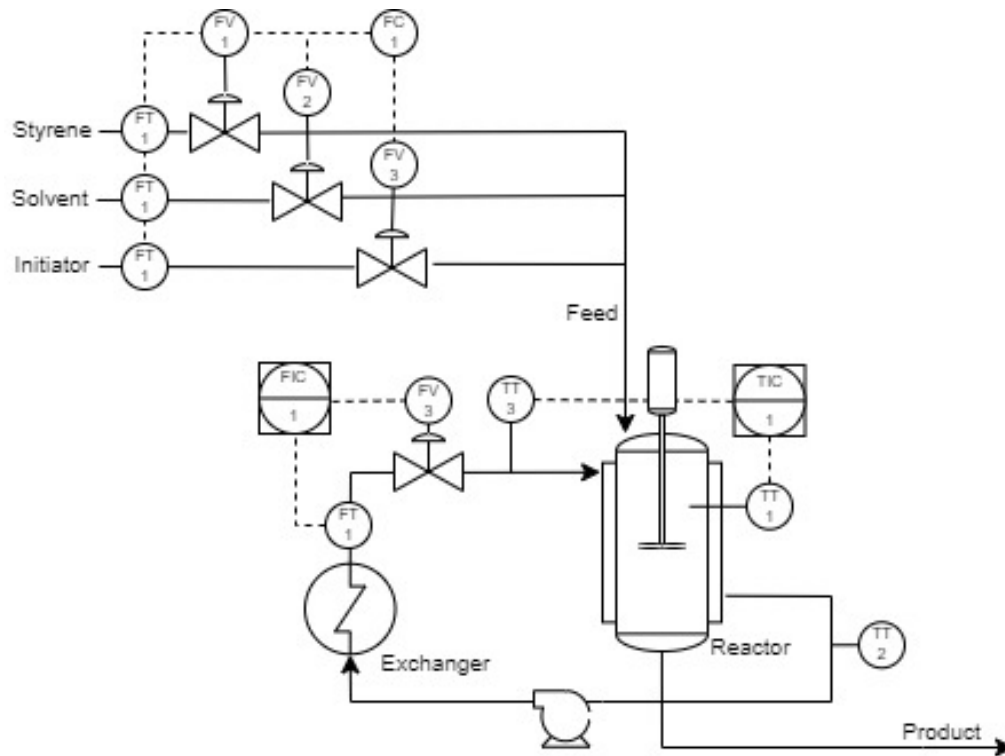 FV
1
FC
1
FV
2
Styrene
FT
1
FV
3
Solvent
FT
1
Initiator
FT
1
Feed
FIC
1
FV
3
TT
3
TIC
1
FT
1
TT
1
Exchanger
Reactor
TT
2
Product